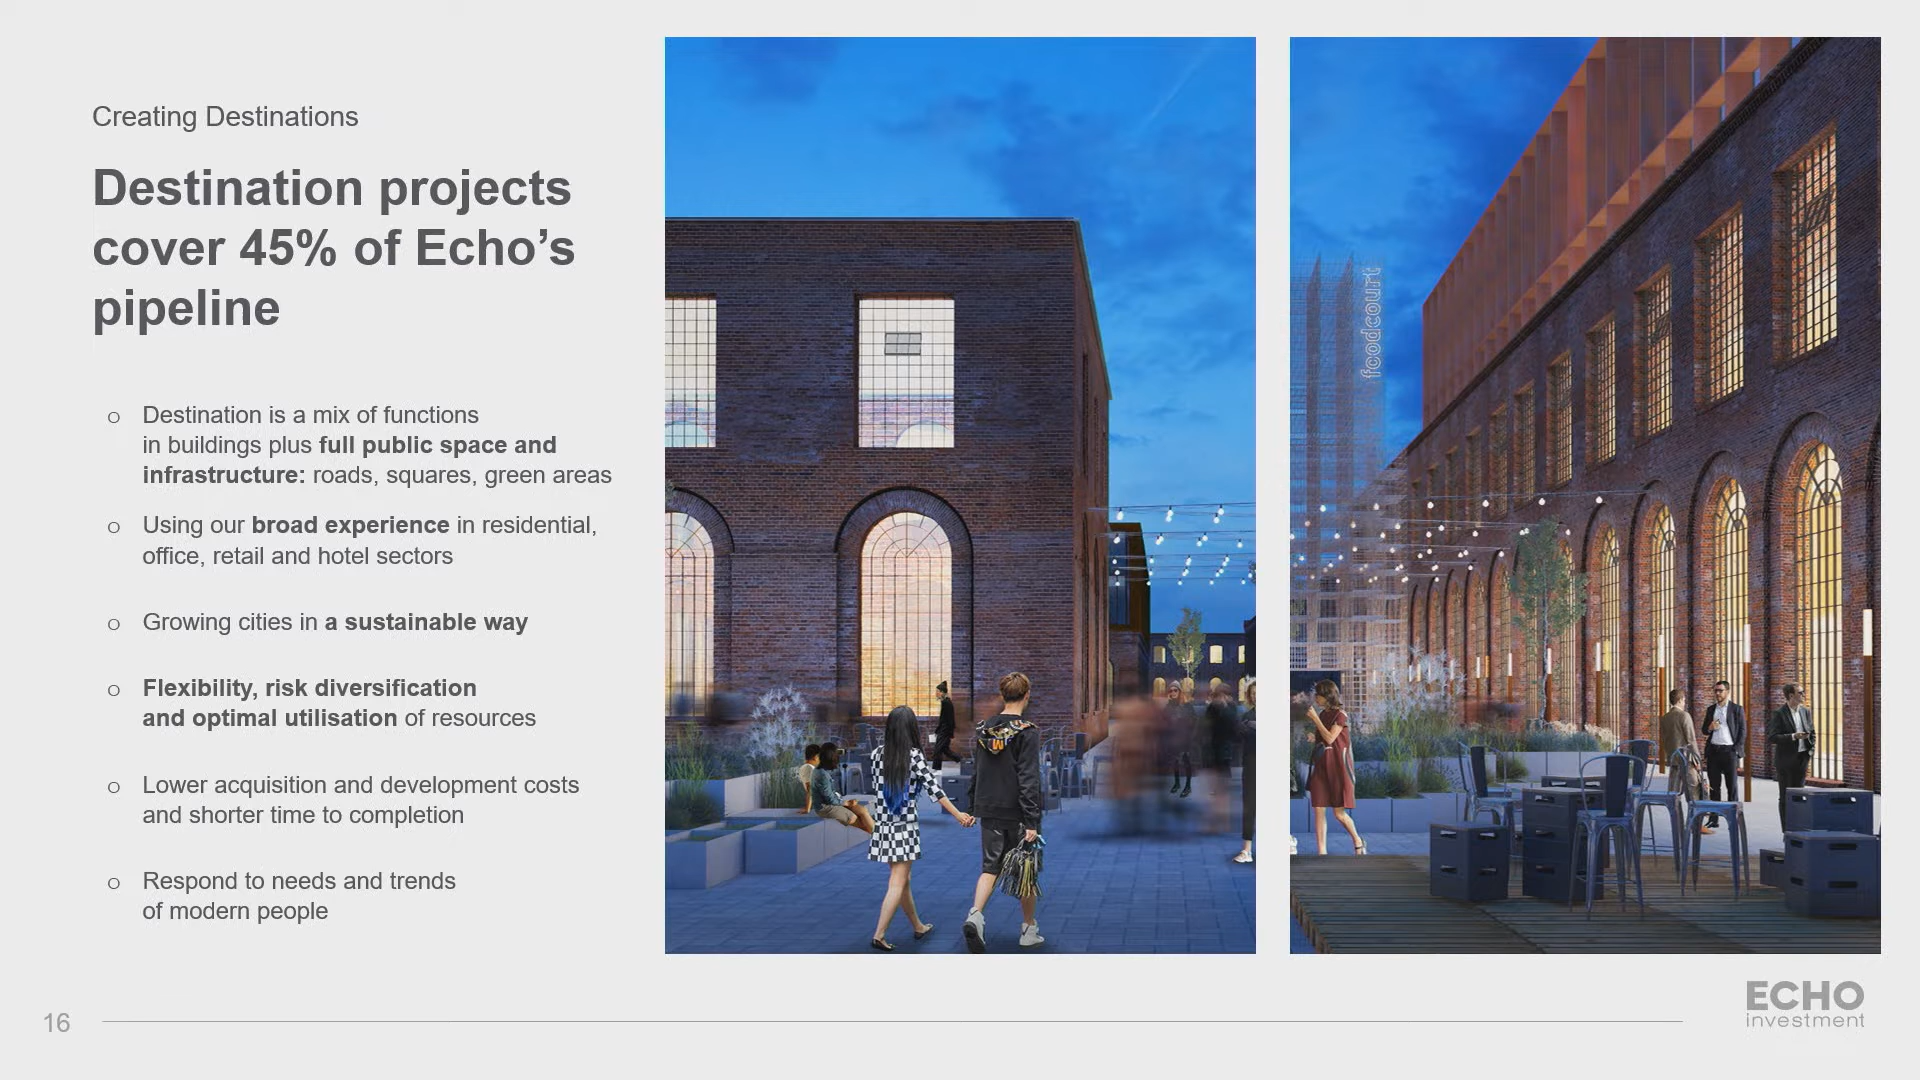 Creating Destinations
Destination projects
cover 45% of Echo’s
pipeline
o Destination is a mix of functions
in buildings plus full public space and
infrastructure: roads, squares, green areas
o Using our broad experience in residential,
office, retail and hotel sectors
o Growing cities in a sustainable way
o Flexibility, risk diversification
and optimal utilisation of resources
o Lower acquisition and development costs
and shorter time to completion
o Respond to needs and trends
of modern people
foodcourt
16
ECHO
investment